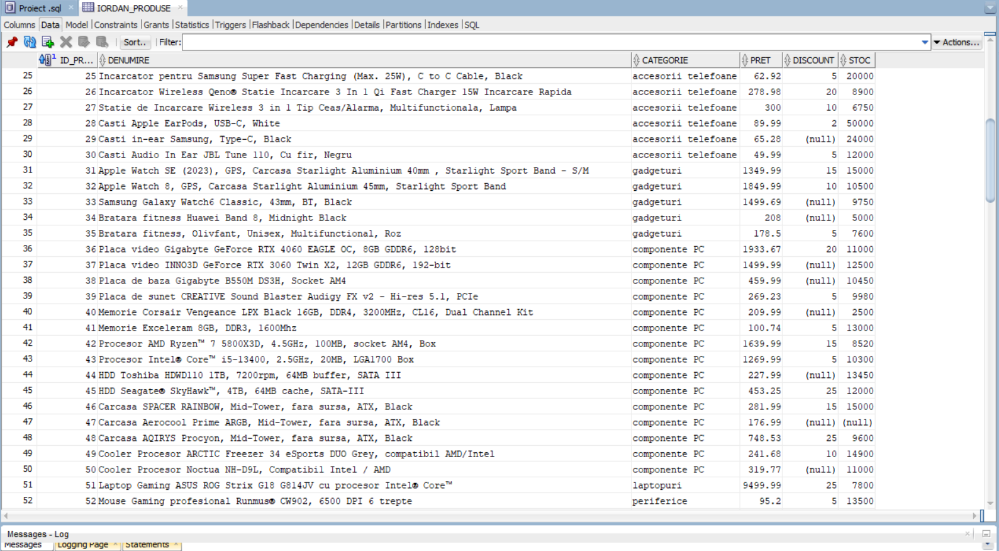 Proiect .sql × IORDAN_PRODUSE ×
Columns Data Model Constraints Grants Statistics Triggers Flashback Dependencies Details Partitions Indexes SQL
Sort.. Filter: Actions...
1 ID_PR... DENUMIRE CATEGORIE PRET DISCOUNT STOC
25 25 Incarcator pentru Samsung Super Fast Charging (Max. 25W), C to C Cable, Black accesorii telefoane 62.92 5 20000
26 26 Incarcator Wireless Qeno® Statie Incarcare 3 In 1 Qi Fast Charger 15W Incarcare Rapida accesorii telefoane 278.98 20 8900
27 27 Statie de Incarcare Wireless 3 in 1 Tip Ceas/Alarma, Multifunctionala, Lampa accesorii telefoane 300 10 6750
28 28 Casti Apple EarPods, USB-C, White accesorii telefoane 89.99 2 50000
29 29 Casti in-ear Samsung, Type-C, Black accesorii telefoane 65.28 (null) 24000
30 30 Casti Audio In Ear JBL Tune 110, Cu fir, Negru accesorii telefoane 49.99 5 12000
31 31 Apple Watch SE (2023), GPS, Carcasa Starlight Aluminium 40mm , Starlight Sport Band - S/M gadgeturi 1349.99 15 15000
32 32 Apple Watch 8, GPS, Carcasa Starlight Aluminium 45mm, Starlight Sport Band gadgeturi 1849.99 10 10500
33 33 Samsung Galaxy Watch6 Classic, 43mm, BT, Black gadgeturi 1499.69 (null) 9750
34 34 Bratara fitness Huawei Band 8, Midnight Black gadgeturi 208 (null) 5000
35 35 Bratara fitness, Olivfant, Unisex, Multifunctional, Roz gadgeturi 178.5 5 7600
36 36 Placa video Gigabyte GeForce RTX 4060 EAGLE OC, 8GB GDDR6, 128bit componente PC 1933.67 20 11000
37 37 Placa video INNO3D GeForce RTX 3060 Twin X2, 12GB GDDR6, 192-bit componente PC 1499.99 (null) 12500
38 38 Placa de baza Gigabyte B550M DS3H, Socket AM4 componente PC 459.99 (null) 10450
39 39 Placa de sunet CREATIVE Sound Blaster Audigy FX v2 - Hi-res 5.1, PCIe componente PC 269.23 5 9980
40 40 Memorie Corsair Vengeance LPX Black 16GB, DDR4, 3200MHz, CL16, Dual Channel Kit componente PC 209.99 (null) 2500
41 41 Memorie Exceleram 8GB, DDR3, 1600Mhz componente PC 100.74 5 13000
42 42 Procesor AMD Ryzen™ 7 5800X3D, 4.5GHz, 100MB, socket AM4, Box componente PC 1639.99 15 8520
43 43 Procesor Intel® Core™ i5-13400, 2.5GHz, 20MB, LGA1700 Box componente PC 1269.99 5 10300
44 44 HDD Toshiba HDWD110 1TB, 7200rpm, 64MB buffer, SATA III componente PC 227.99 (null) 13450
45 45 HDD Seagate® SkyHawk™, 4TB, 64MB cache, SATA-III componente PC 453.25 25 12000
46 46 Carcasa SPACER RAINBOW, Mid-Tower, fara sursa, ATX, Black componente PC 281.99 15 15000
47 47 Carcasa Aerocool Prime ARGB, Mid-Tower, fara sursa, ATX, Black componente PC 176.99 (null) (null)
48 48 Carcasa AQIRYS Procyon, Mid-Tower, fara sursa, ATX, Black componente PC 748.53 25 9600
49 49 Cooler Procesor ARCTIC Freezer 34 eSports DUO Grey, compatibil AMD/Intel componente PC 241.68 10 14900
50 50 Cooler Procesor Noctua NH-D9L, Compatibil Intel / AMD componente PC 319.77 (null) 11000
51 51 Laptop Gaming ASUS ROG Strix G18 G814JV cu procesor Intel® Core™ laptopuri 9499.99 25 7800
52 52 Mouse Gaming profesional Runmus® CW902, 6500 DPI 6 trepte periferice 95.2 5 13500
Messages - Log
Messages Logging Page × Statements ×